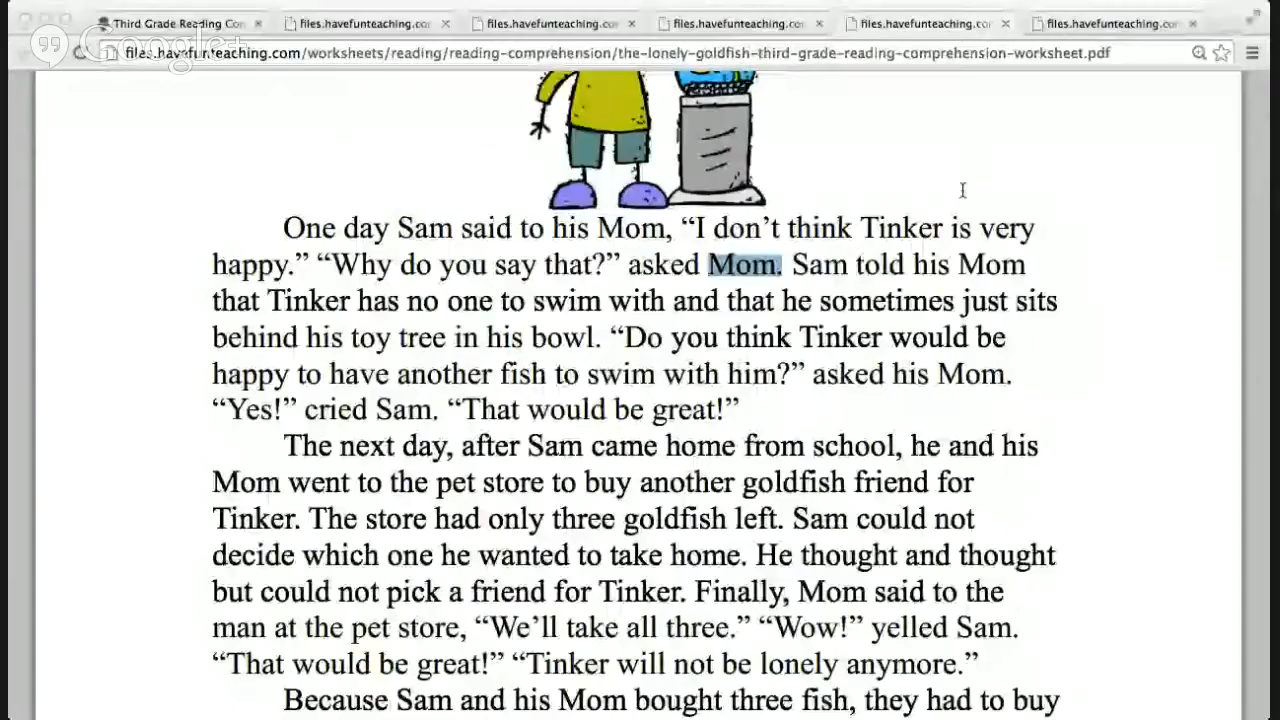 Third Grade Reading Con
files.havefunteaching.con
files.havefunteaching.con
files.havefunteaching.con
files.havefunteaching.con
files.havefunteaching.con
Google+
files.havefunteaching.com/worksheets/reading/reading-comprehension/the-lonely-goldfish-third-grade-reading-comprehension-worksheet.pdf
One day Sam said to his Mom, “I don’t think Tinker is very
happy.” “Why do you say that?” asked Mom. Sam told his Mom
that Tinker has no one to swim with and that he sometimes just sits
behind his toy tree in his bowl. “Do you think Tinker would be
happy to have another fish to swim with him?” asked his Mom.
“Yes!” cried Sam. “That would be great!”
The next day, after Sam came home from school, he and his
Mom went to the pet store to buy another goldfish friend for
Tinker. The store had only three goldfish left. Sam could not
decide which one he wanted to take home. He thought and thought
but could not pick a friend for Tinker. Finally, Mom said to the
man at the pet store, “We’ll take all three.” “Wow!” yelled Sam.
“That would be great!” “Tinker will not be lonely anymore.”
Because Sam and his Mom bought three fish, they had to buy